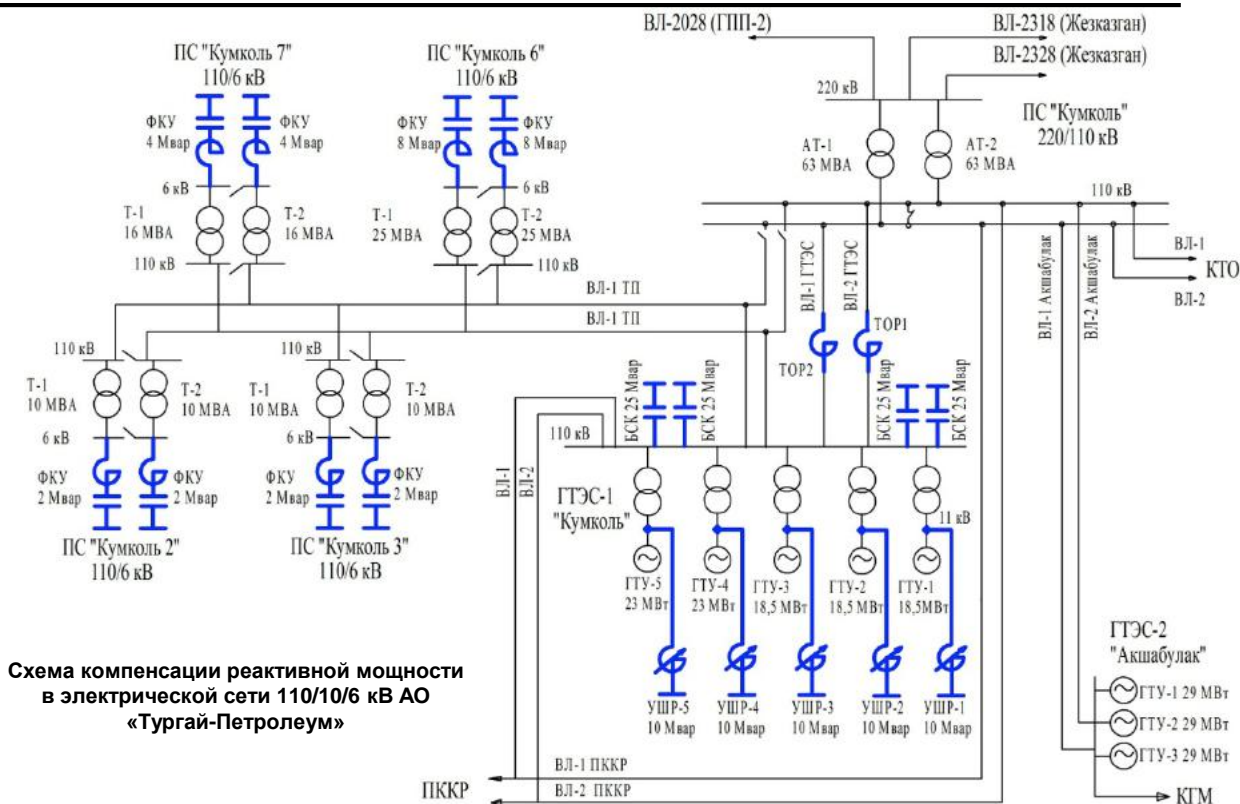 ВЛ-2028 (ГПП-2)
ВЛ-2318 (Жезказган)
ВЛ-2328 (Жезказган)
ПС "Кумколь 7"
110/6 кВ
ПС "Кумколь 6"
110/6 кВ
220 кВ
ПС "Кумколь"
220/110 кВ
ФКУ
4 Мвар
ФКУ
4 Мвар
ФКУ
8 Мвар
ФКУ
8 Мвар
АТ-1
63 МВА
АТ-2
63 МВА
6 кВ
6 кВ
110 кВ
Т-1
16 МВА
Т-2
16 МВА
Т-1
25 МВА
Т-2
25 МВА
110 кВ
110 кВ
ВЛ-1 ТП
ВЛ-1 ТП
ВЛ-1 ГТЭС
ВЛ-2 ГТЭС
ВЛ-1 Акшабулак
ВЛ-2 Акшабулак
ВЛ-1
КТО
ВЛ-2
ТОР1
ТОР2
110 кВ
110 кВ
Т-1
10 МВА
Т-2
10 МВА
Т-1
10 МВА
Т-2
10 МВА
6 кВ
6 кВ
БСК 25 Мвар
БСК 25 Мвар
БСК 25 Мвар
БСК 25 Мвар
110 кВ
ВЛ-1
ВЛ-2
ФКУ
2 Мвар
ФКУ
2 Мвар
ФКУ
2 Мвар
ФКУ
2 Мвар
ГТЭС-1
"Кумколь"
11 кВ
ПС "Кумколь 2"
110/6 кВ
ПС "Кумколь 3"
110/6 кВ
ГТУ-5
23 МВт
ГТУ-4
23 МВт
ГТУ-3
18,5 МВт
ГТУ-2
18,5 МВт
ГТУ-1
18,5МВт
ГТЭС-2
"Акшабулак"
ГТУ-1 29 МВт
ГТУ-2 29 МВт
ГТУ-3 29 МВт
Схема компенсации реактивной мощности
в электрической сети 110/10/6 кВ АО
«Тургай-Петролеум»
УШР-5
10 Мвар
УШР-4
10 Мвар
УШР-3
10 Мвар
УШР-2
10 Мвар
УШР-1
10 Мвар
ВЛ-1 ПККР
ПККР
ВЛ-2 ПККР
КГМ